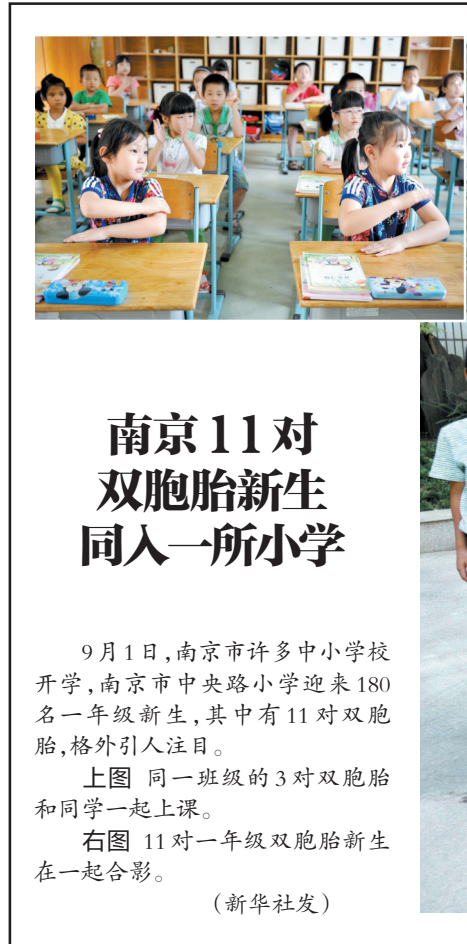 南京11对
双胞胎新生
同入一所小学
9月1日,南京市许多中小学校
开学,南京市中央路小学迎来180
名一年级新生,其中有11对双胞
胎,格外引人注目。
上图 同一班级的3对双胞胎
和同学一起上课。
右图 11对一年级双胞胎新生
在一起合影。
(新华社发)